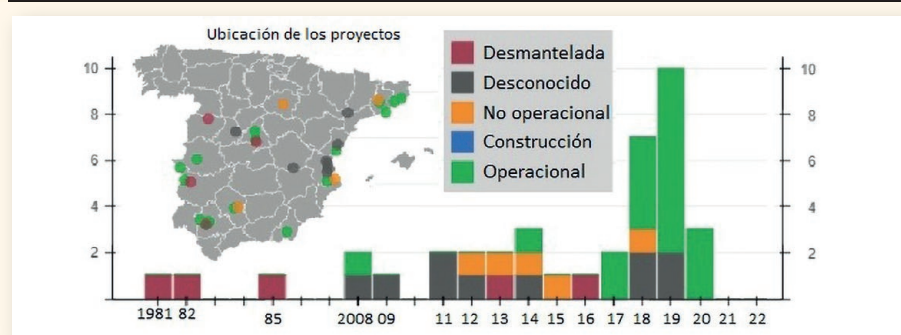 Ubicación de los proyectos
Desmantelada
Desconocido
No operacional
Construcción
Operacional
10 10
8 8
6 6
4 4
2 2
1981 82 85 2008 09 11 12 13 14 15 16 17 18 19 20 21 22